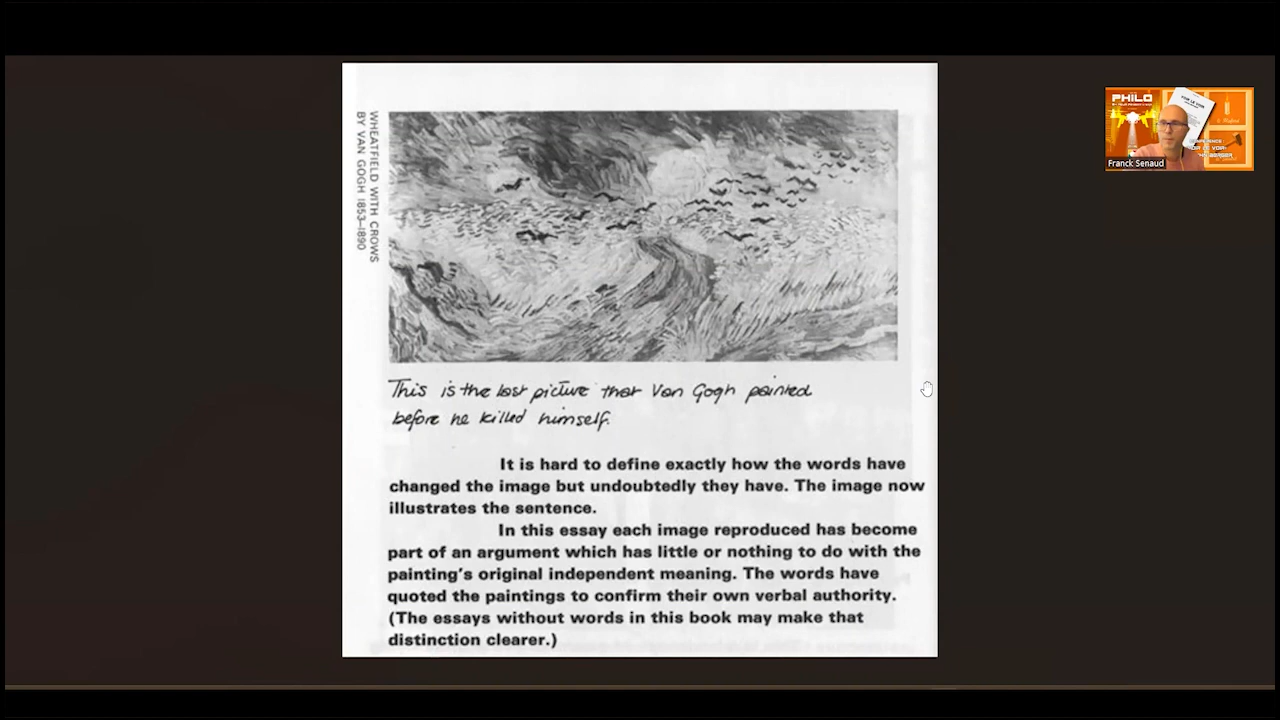 WHEATFIELD WITH CROWS
BY VAN GOGH 1853–1890
This is the last picture that Van Gogh painted
before he killed himself.
It is hard to define exactly how the words have
changed the image but undoubtedly they have. The image now
illustrates the sentence.
In this essay each image reproduced has become
part of an argument which has little or nothing to do with the
painting's original independent meaning. The words have
quoted the paintings to confirm their own verbal authority.
(The essays without words in this book may make that
distinction clearer.)
PHILO
Franck Senaud